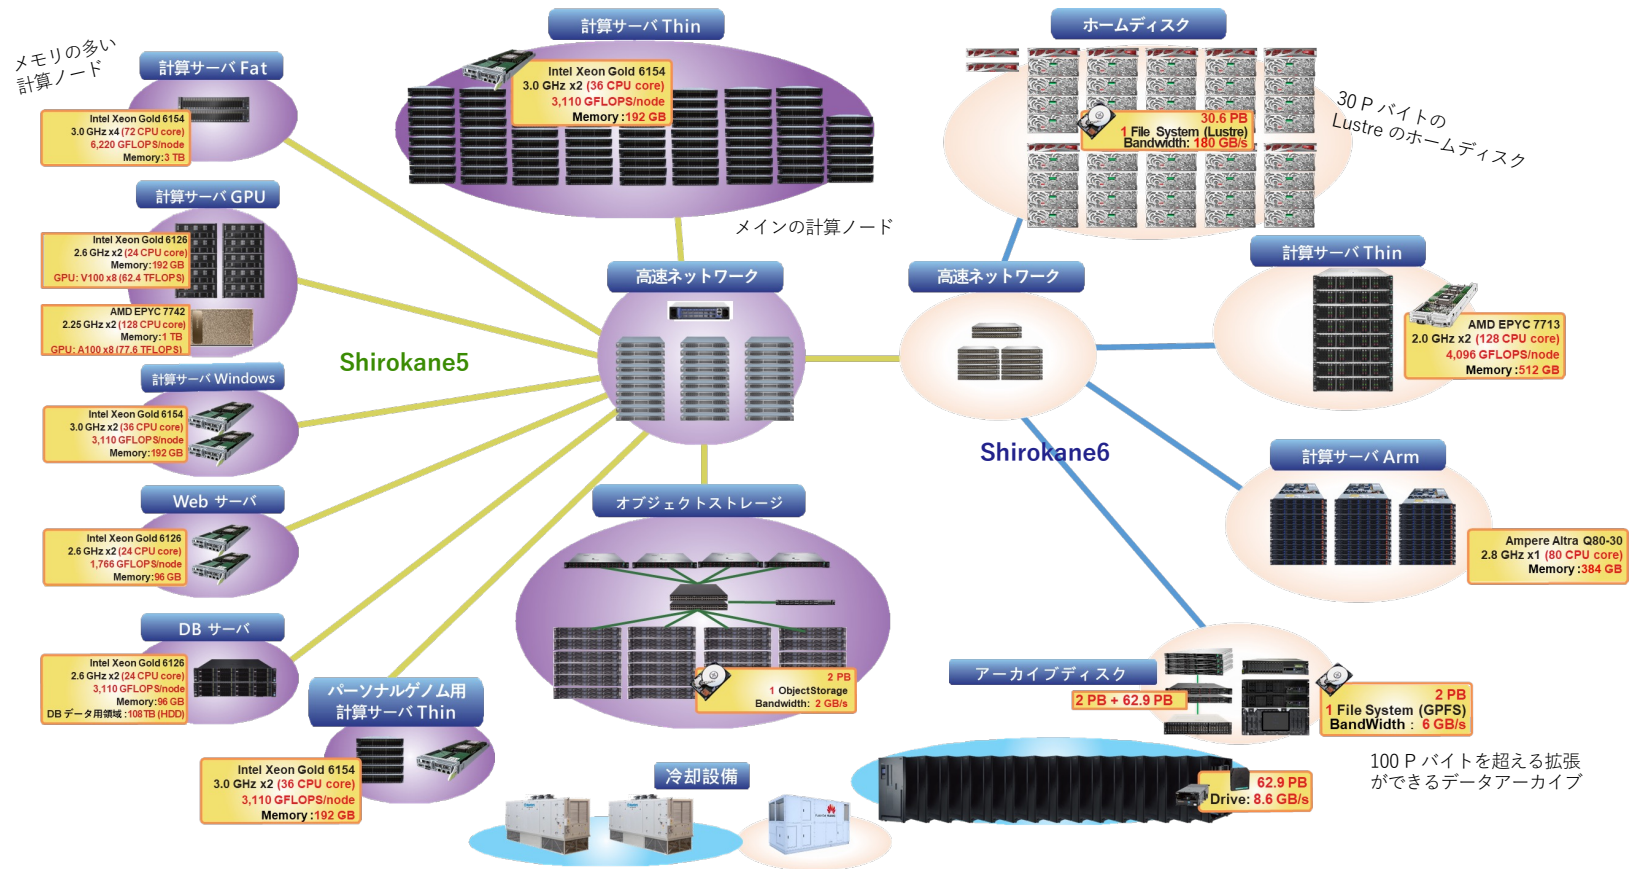 メモリの多い
計算ノード
計算サーバ Fat
Intel Xeon Gold 6154
3.0 GHz x4 (72 CPU core)
6,220 GFLOPS/node
Memory:3 TB
計算サーバ GPU
Intel Xeon Gold 6126
2.6 GHz x2 (24 CPU core)
Memory:192 GB
GPU: V100 x8 (62.4 TFLOPS)
AMD EPYC 7742
2.25 GHz x2 (128 CPU core)
Memory:1 TB
GPU: A100 x8 (77.6 TFLOPS)
計算サーバ Windows
Intel Xeon Gold 6154
3.0 GHz x2 (36 CPU core)
3,110 GFLOPS/node
Memory:192 GB
Web サーバ
Intel Xeon Gold 6126
2.6 GHz x2 (24 CPU core)
1,766 GFLOPS/node
Memory:96 GB
DB サーバ
Intel Xeon Gold 6126
2.6 GHz x2 (24 CPU core)
3,110 GFLOPS/node
Memory:96 GB
DB データ用領域 :108TB (HDD)
パーソナルゲノム用
計算サーバ Thin
Intel Xeon Gold 6154
3.0 GHz x2 (36 CPU core)
3,110 GFLOPS/node
Memory :192 GB
計算サーバ Thin
Intel Xeon Gold 6154
3.0 GHz x2 (36 CPU core)
3,110 GFLOPS/node
Memory :192 GB
メインの計算ノード
高速ネットワーク
Shirokane5
オブジェクトストレージ
2 PB
1 ObjectStorage
Bandwidth: 2 GB/s
冷却設備
ホームディスク
30.6 PB
1 File System (Lustre)
Bandwidth: 180 GB/s
30 P バイトの
Lustre のホームディスク
高速ネットワーク
Shirokane6
計算サーバ Thin
AMD EPYC 7713
2.0 GHz x2 (128 CPU core)
4,096 GFLOPS/node
Memory :512 GB
計算サーバ Arm
Ampere Altra Q80-30
2.8 GHz x1 (80 CPU core)
Memory :384 GB
アーカイブディスク
2 PB + 62.9 PB
2 PB
1 File System (GPFS)
BandWidth : 6 GB/s
62.9 PB
Drive: 8.6 GB/s
100 P バイトを超える拡張
ができるデータアーカイブ